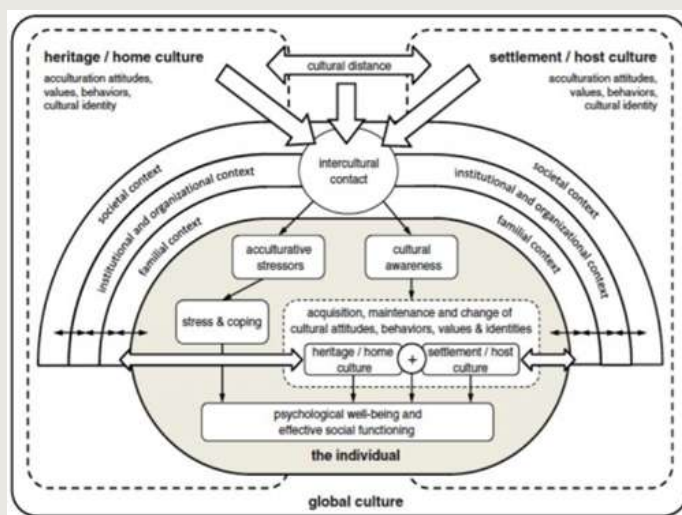 heritage / home culture
acculturation attitudes,
values, behaviors,
cultural identity
cultural distance
settlement / host culture
acculturation attitudes,
values, behaviors,
cultural identity
intercultural
contact
societal context
institutional and organizational context
familial context
societal context
institutional and organizational context
familial context
acculturative
stressors
cultural
awareness
stress & coping
acquisition, maintenance and change of
cultural attitudes, behaviors, values & identities
heritage / home
culture
+
settlement / host
culture
psychological well-being and
effective social functioning
the individual
global culture